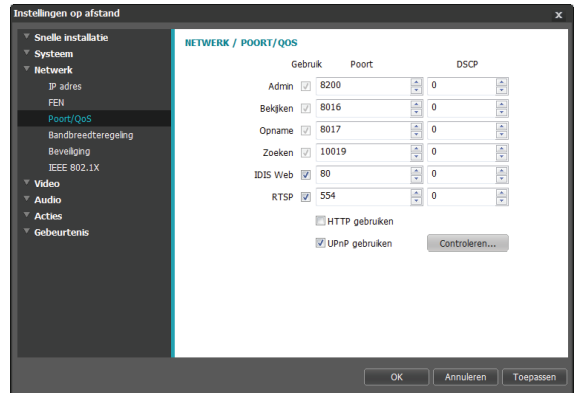 Instellingen op afstand x
Snelle installatie
Systeem
Netwerk
IP adres
FEN
Poort/QoS
Bandbreedteregeling
Beveiliging
IEEE 802.1X
Video
Audio
Acties
Gebeurtenis
NETWERK / POORT/QOS
Gebruik Poort DSCP
Admin 8200 0
Bekijken 8016 0
Opname 8017 0
Zoeken 10019 0
IDIS Web 80 0
RTSP 554 0
HTTP gebruiken
UPnP gebruiken Controleren...
OK Annuleren Toepassen